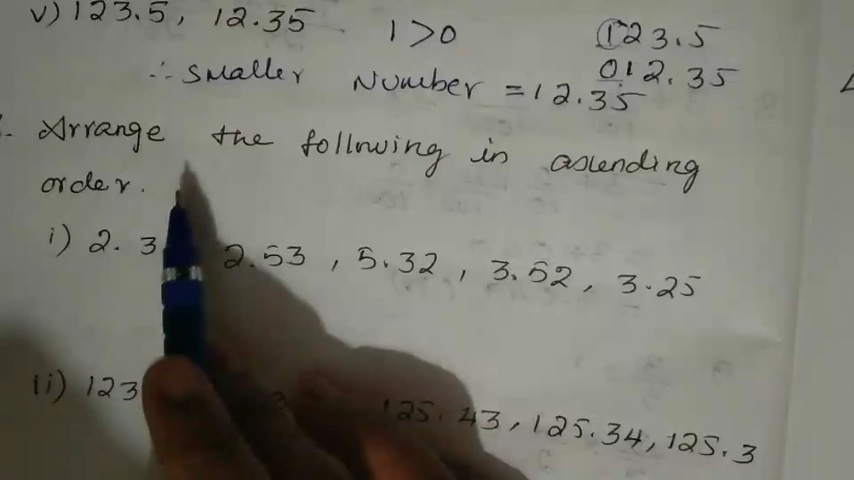 v) 123.5, 12.35 1>0 123.5
012.35
∴ Smaller Number = 12.35
Arrange the following in ascending
order.
i) 2.3 2.53, 5.32, 3.52, 3.25
ii) 123 125.43, 125.34, 125.3